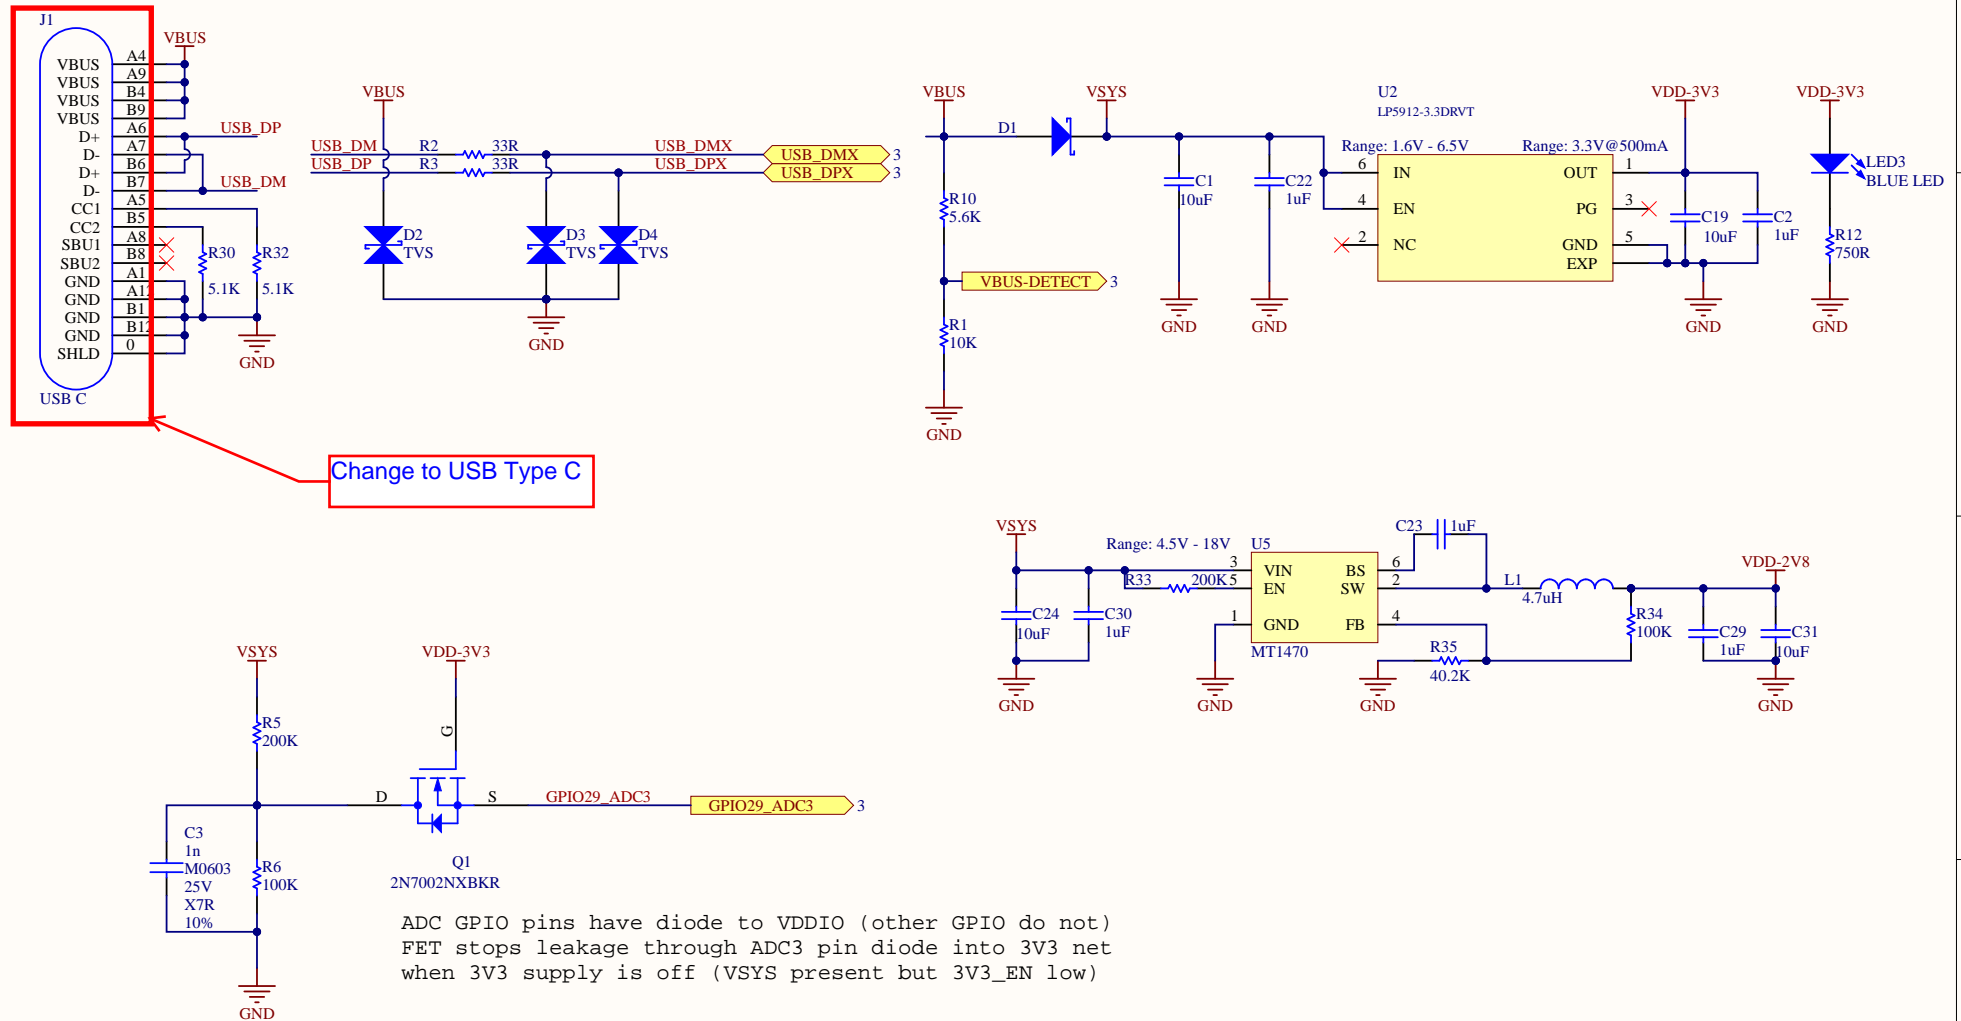 J1
VBUS
VBUS A4
VBUS A9
VBUS B4
VBUS B9
D+ A6 USB_DP
D- A7
D+ B6
D- B7 USB_DM
CC1 A5
CC2 B5
SBU1 A8
SBU2 B8
GND A1
GND A12
GND B1
GND B12
SHLD 0
USB C
R30
5.1K
R32
5.1K
GND
Change to USB Type C
VBUS
USB_DM R2 33R USB_DMX USB_DMX 3
USB_DP R3 33R USB_DPX USB_DPX 3
D2
TVS
D3
TVS
D4
TVS
GND
VBUS
D1
VSYS
R10
5.6K
VBUS-DETECT 3
R1
10K
GND
C1
10uF
GND
C22
1uF
GND
U2
LP5912-3.3DRVT
Range: 1.6V - 6.5V Range: 3.3V@500mA
6 IN OUT 1
4 EN PG 3
2 NC GND 5
EXP
VDD-3V3
C19
10uF
C2
1uF
GND
VDD-3V3
LED3
BLUE LED
R12
750R
GND
VSYS
Range: 4.5V - 18V
U5
C24
10uF
C30
1uF
GND
R33 200K
3 VIN BS 6
5 EN SW 2
1 GND FB 4
MT1470
GND
C23 1uF
L1
4.7uH
R35
40.2K
GND
R34
100K
VDD-2V8
C29
1uF
C31
10uF
GND
VSYS
R5
200K
C3
1n
M0603
25V
X7R
10%
R6
100K
GND
VDD-3V3
G
D S
GPIO29_ADC3 GPIO29_ADC3 3
Q1
2N7002NXBKR
ADC GPIO pins have diode to VDDIO (other GPIO do not)
FET stops leakage through ADC3 pin diode into 3V3 net
when 3V3 supply is off (VSYS present but 3V3_EN low)